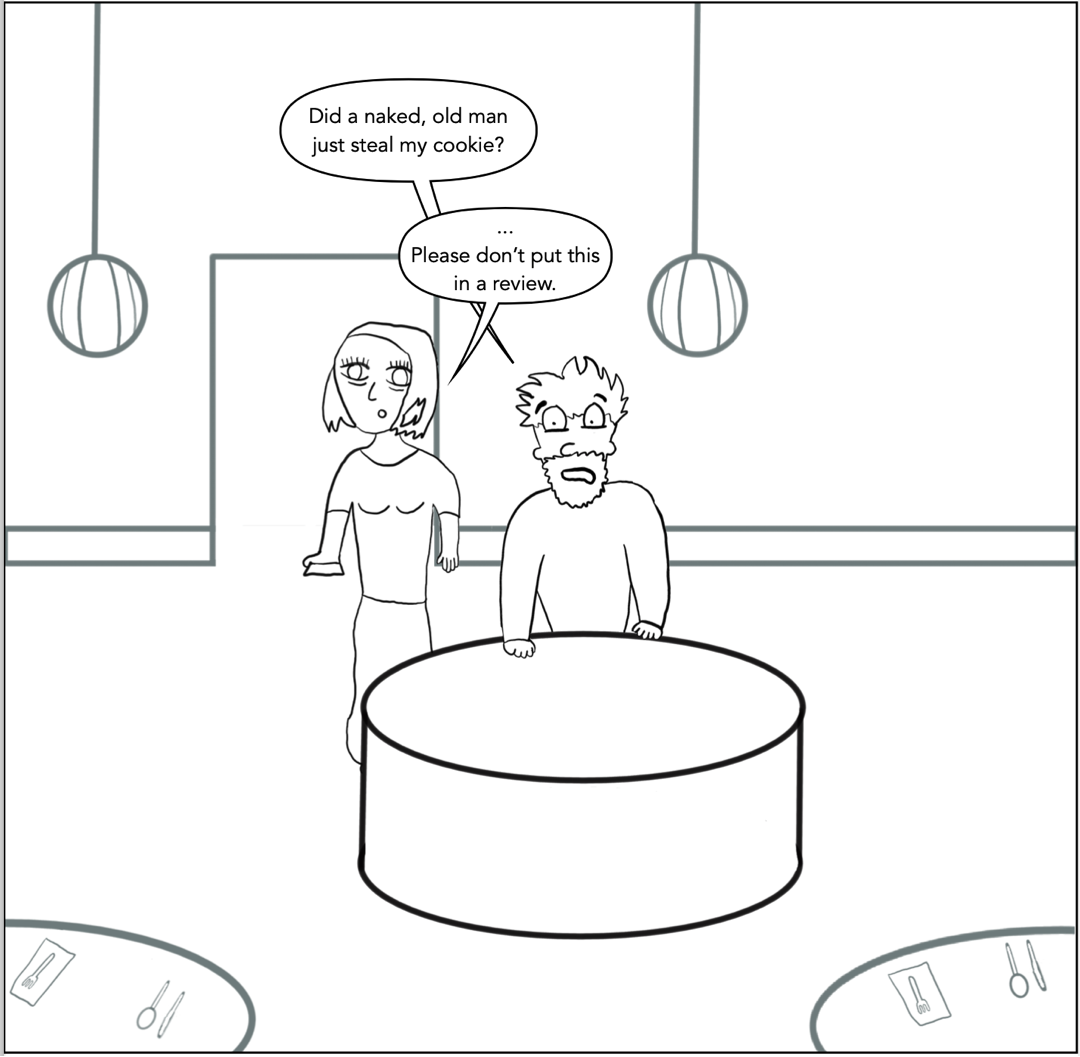 Did a naked, old man
just steal my cookie?
...
Please don’t put this
in a review.